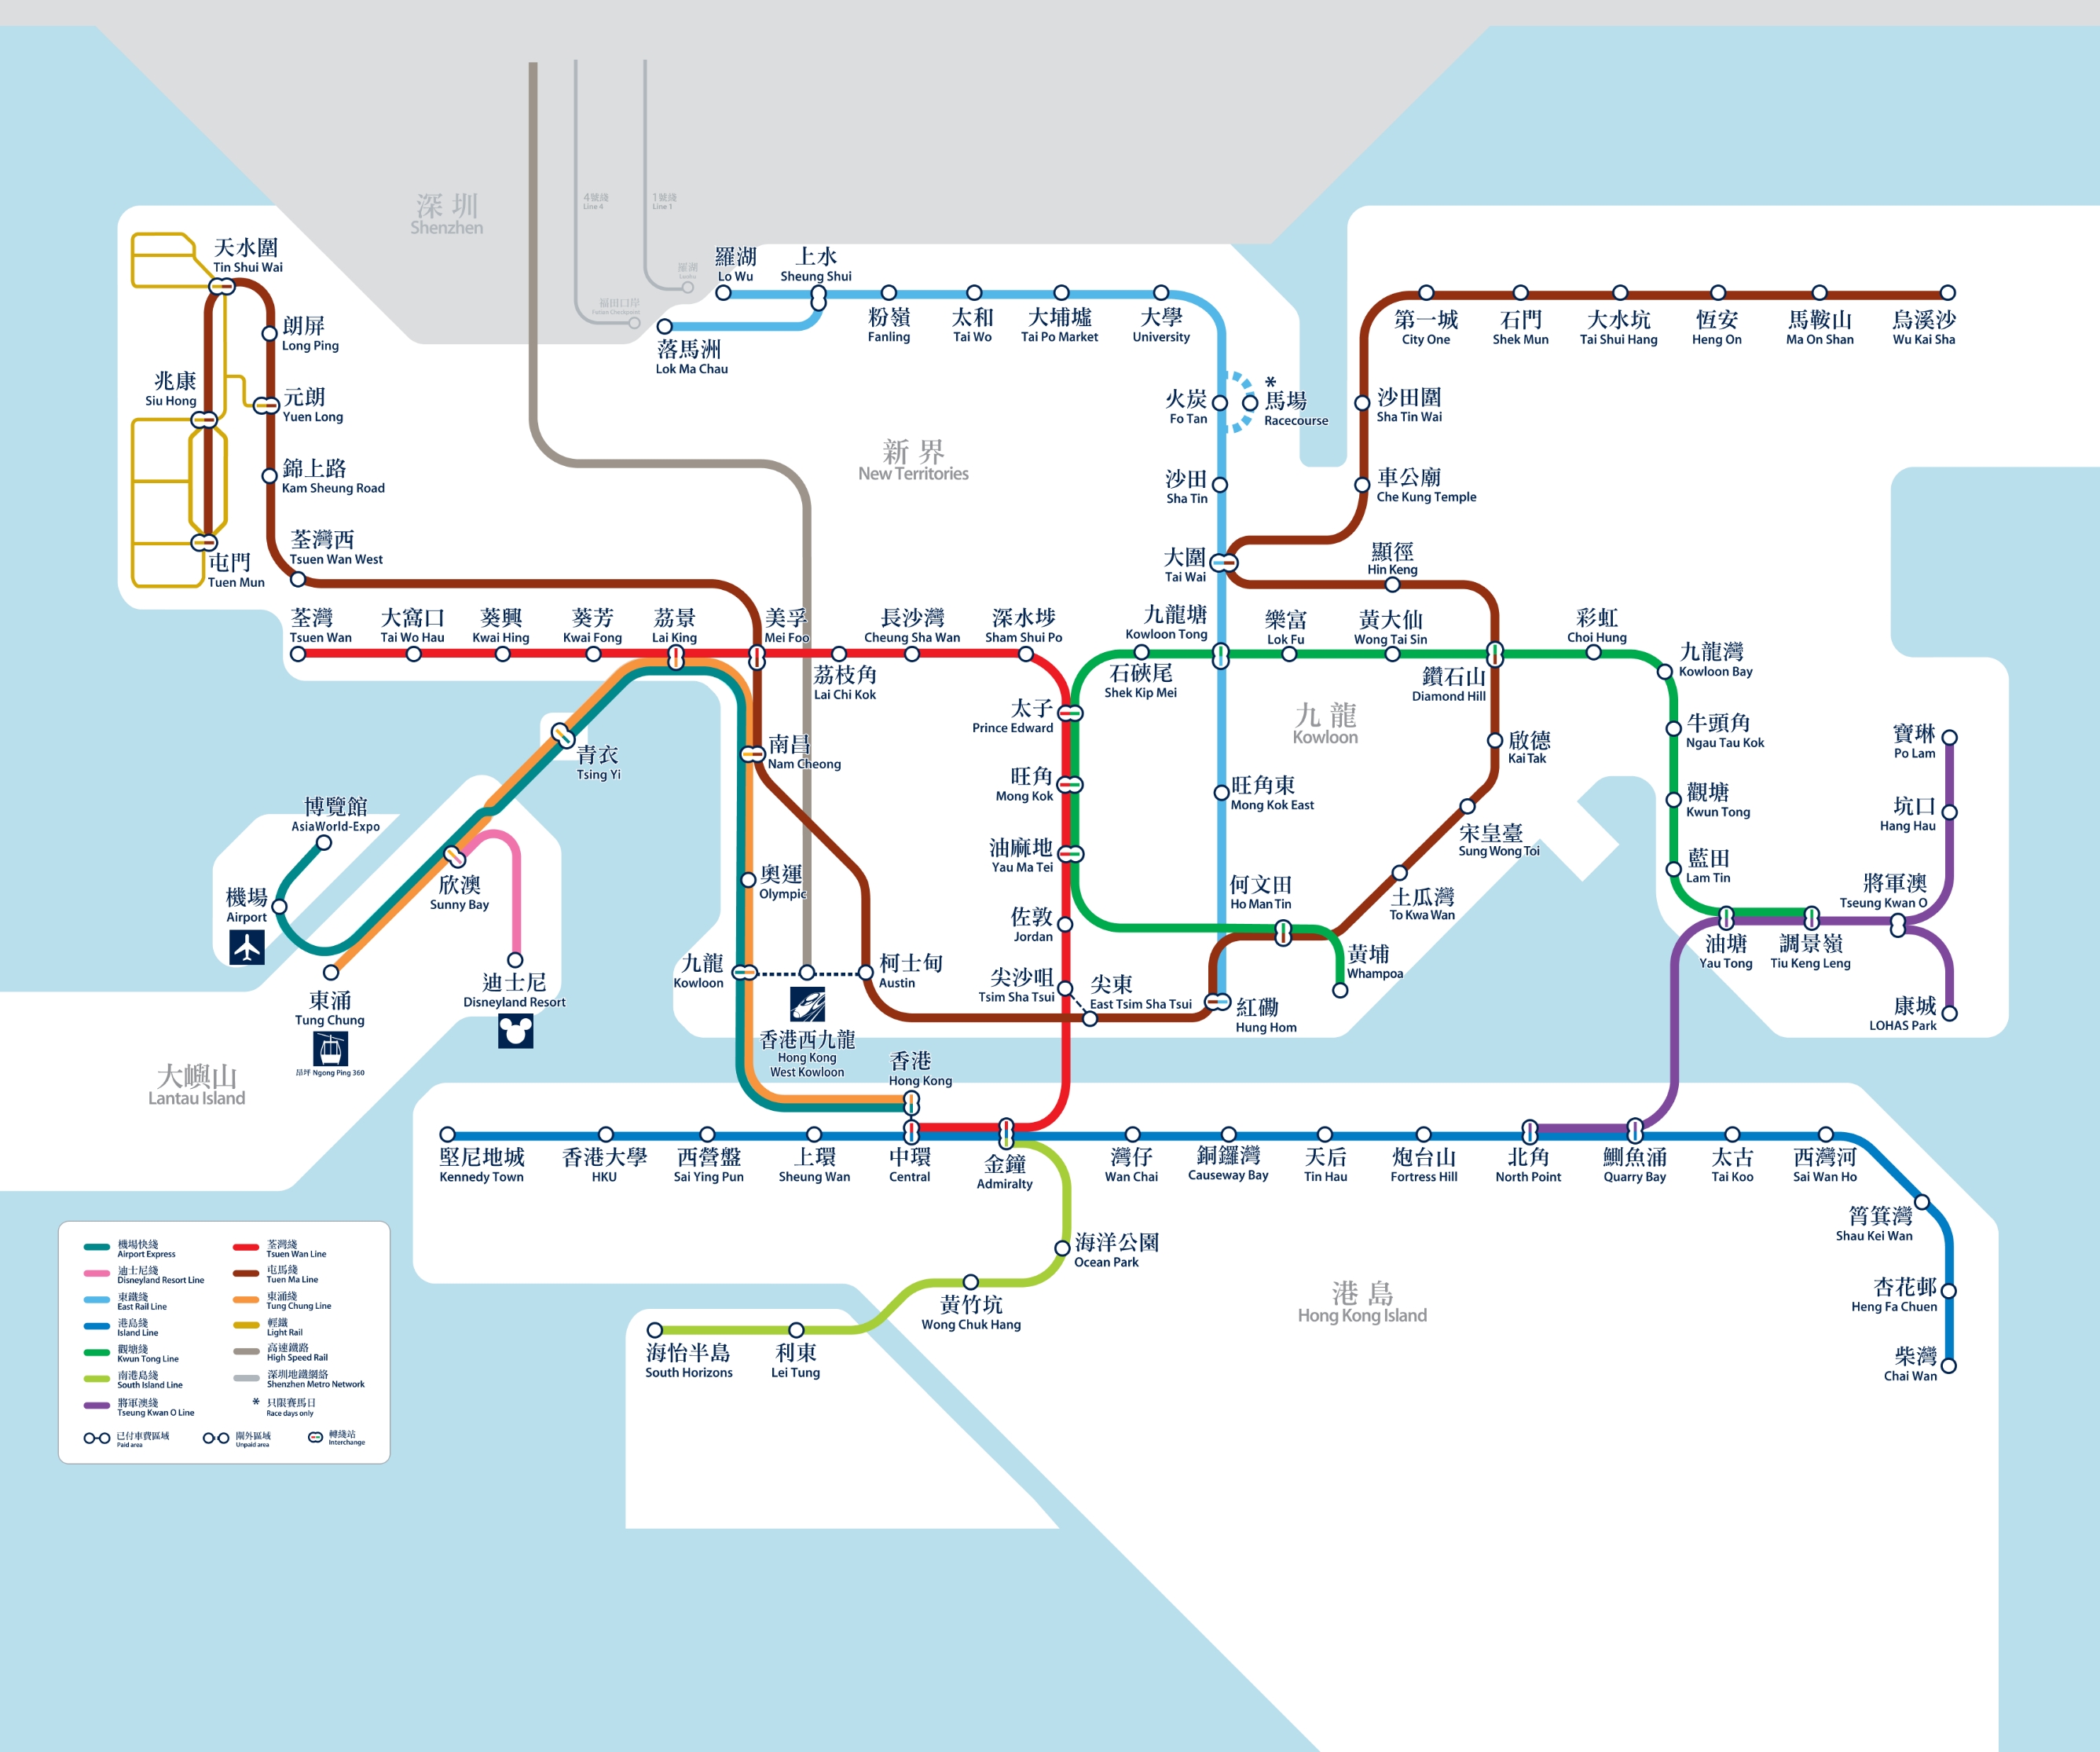 深圳
Shenzhen
4號綫
Line 4
1號綫
Line 1
羅湖
Luohu
福田口岸
Futian Checkpoint
天水圍
Tin Shui Wai
朗屏
Long Ping
兆康
Siu Hong
元朗
Yuen Long
錦上路
Kam Sheung Road
屯門
Tuen Mun
荃灣西
Tsuen Wan West
羅湖
Lo Wu
上水
Sheung Shui
落馬洲
Lok Ma Chau
粉嶺
Fanling
太和
Tai Wo
大埔墟
Tai Po Market
大學
University
火炭
Fo Tan
*
馬場
Racecourse
沙田
Sha Tin
大圍
Tai Wai
新界
New Territories
第一城
City One
石門
Shek Mun
大水坑
Tai Shui Hang
恆安
Heng On
馬鞍山
Ma On Shan
烏溪沙
Wu Kai Sha
沙田圍
Sha Tin Wai
車公廟
Che Kung Temple
顯徑
Hin Keng
荃灣
Tsuen Wan
大窩口
Tai Wo Hau
葵興
Kwai Hing
葵芳
Kwai Fong
荔景
Lai King
美孚
Mei Foo
荔枝角
Lai Chi Kok
長沙灣
Cheung Sha Wan
深水埗
Sham Shui Po
石硤尾
Shek Kip Mei
九龍塘
Kowloon Tong
樂富
Lok Fu
黃大仙
Wong Tai Sin
鑽石山
Diamond Hill
彩虹
Choi Hung
九龍灣
Kowloon Bay
牛頭角
Ngau Tau Kok
觀塘
Kwun Tong
藍田
Lam Tin
油塘
Yau Tong
調景嶺
Tiu Keng Leng
將軍澳
Tseung Kwan O
寶琳
Po Lam
坑口
Hang Hau
康城
LOHAS Park
九龍
Kowloon
啟德
Kai Tak
宋皇臺
Sung Wong Toi
土瓜灣
To Kwa Wan
何文田
Ho Man Tin
黃埔
Whampoa
太子
Prince Edward
旺角
Mong Kok
油麻地
Yau Ma Tei
佐敦
Jordan
尖沙咀
Tsim Sha Tsui
尖東
East Tsim Sha Tsui
旺角東
Mong Kok East
紅磡
Hung Hom
青衣
Tsing Yi
南昌
Nam Cheong
奧運
Olympic
九龍
Kowloon
柯士甸
Austin
香港西九龍
Hong Kong
West Kowloon
博覽館
AsiaWorld-Expo
機場
Airport
東涌
Tung Chung
昂坪 Ngong Ping 360
欣澳
Sunny Bay
迪士尼
Disneyland Resort
大嶼山
Lantau Island
香港
Hong Kong
堅尼地城
Kennedy Town
香港大學
HKU
西營盤
Sai Ying Pun
上環
Sheung Wan
中環
Central
金鐘
Admiralty
灣仔
Wan Chai
銅鑼灣
Causeway Bay
天后
Tin Hau
炮台山
Fortress Hill
北角
North Point
鰂魚涌
Quarry Bay
太古
Tai Koo
西灣河
Sai Wan Ho
筲箕灣
Shau Kei Wan
杏花邨
Heng Fa Chuen
柴灣
Chai Wan
海洋公園
Ocean Park
黃竹坑
Wong Chuk Hang
利東
Lei Tung
海怡半島
South Horizons
港島
Hong Kong Island
機場快綫
Airport Express
迪士尼綫
Disneyland Resort Line
東鐵綫
East Rail Line
港島綫
Island Line
觀塘綫
Kwun Tong Line
南港島綫
South Island Line
將軍澳綫
Tseung Kwan O Line
荃灣綫
Tsuen Wan Line
屯馬綫
Tuen Ma Line
東涌綫
Tung Chung Line
輕鐵
Light Rail
高速鐵路
High Speed Rail
深圳地鐵網絡
Shenzhen Metro Network
* 只限賽馬日
Race days only
已付車費區域
Paid area
閘外區域
Unpaid area
轉綫站
Interchange